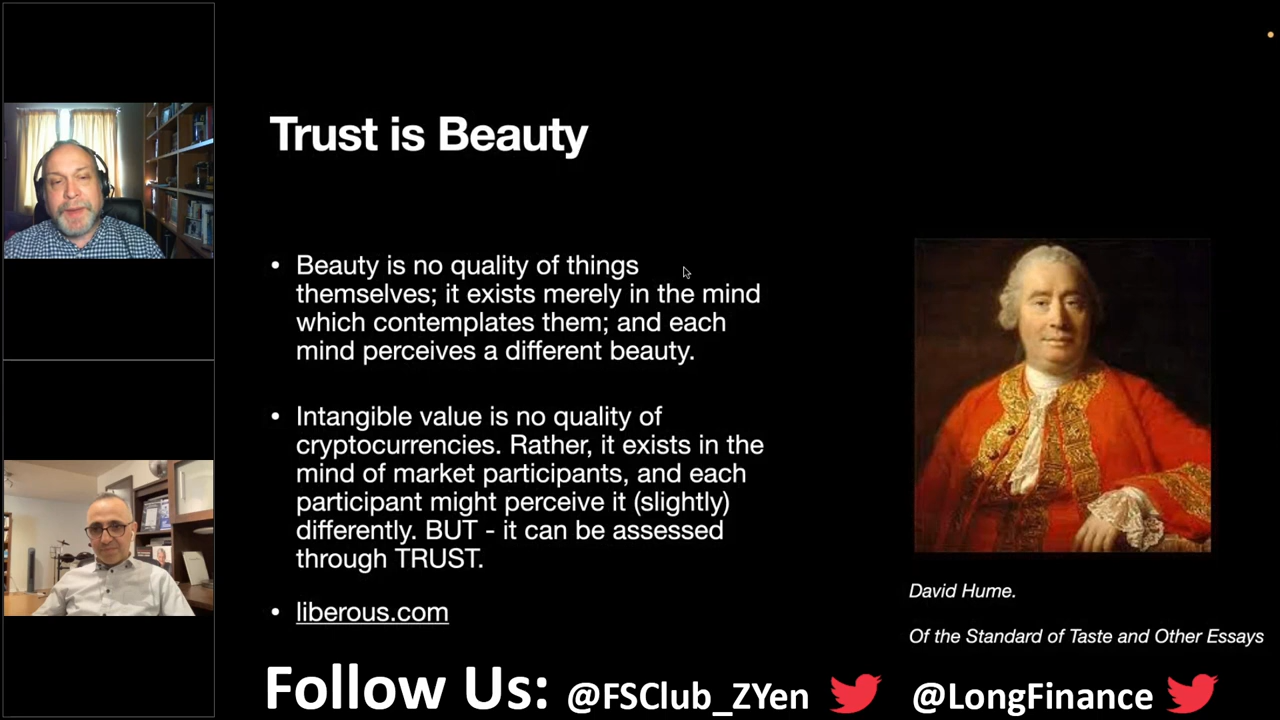 Trust is Beauty
• Beauty is no quality of things
themselves; it exists merely in the mind
which contemplates them; and each
mind perceives a different beauty.
• Intangible value is no quality of
cryptocurrencies. Rather, it exists in the
mind of market participants, and each
participant might perceive it (slightly)
differently. BUT - it can be assessed
through TRUST.
• liberous.com
David Hume.
Of the Standard of Taste and Other Essays
Follow Us: @FSClub_ZYen @LongFinance